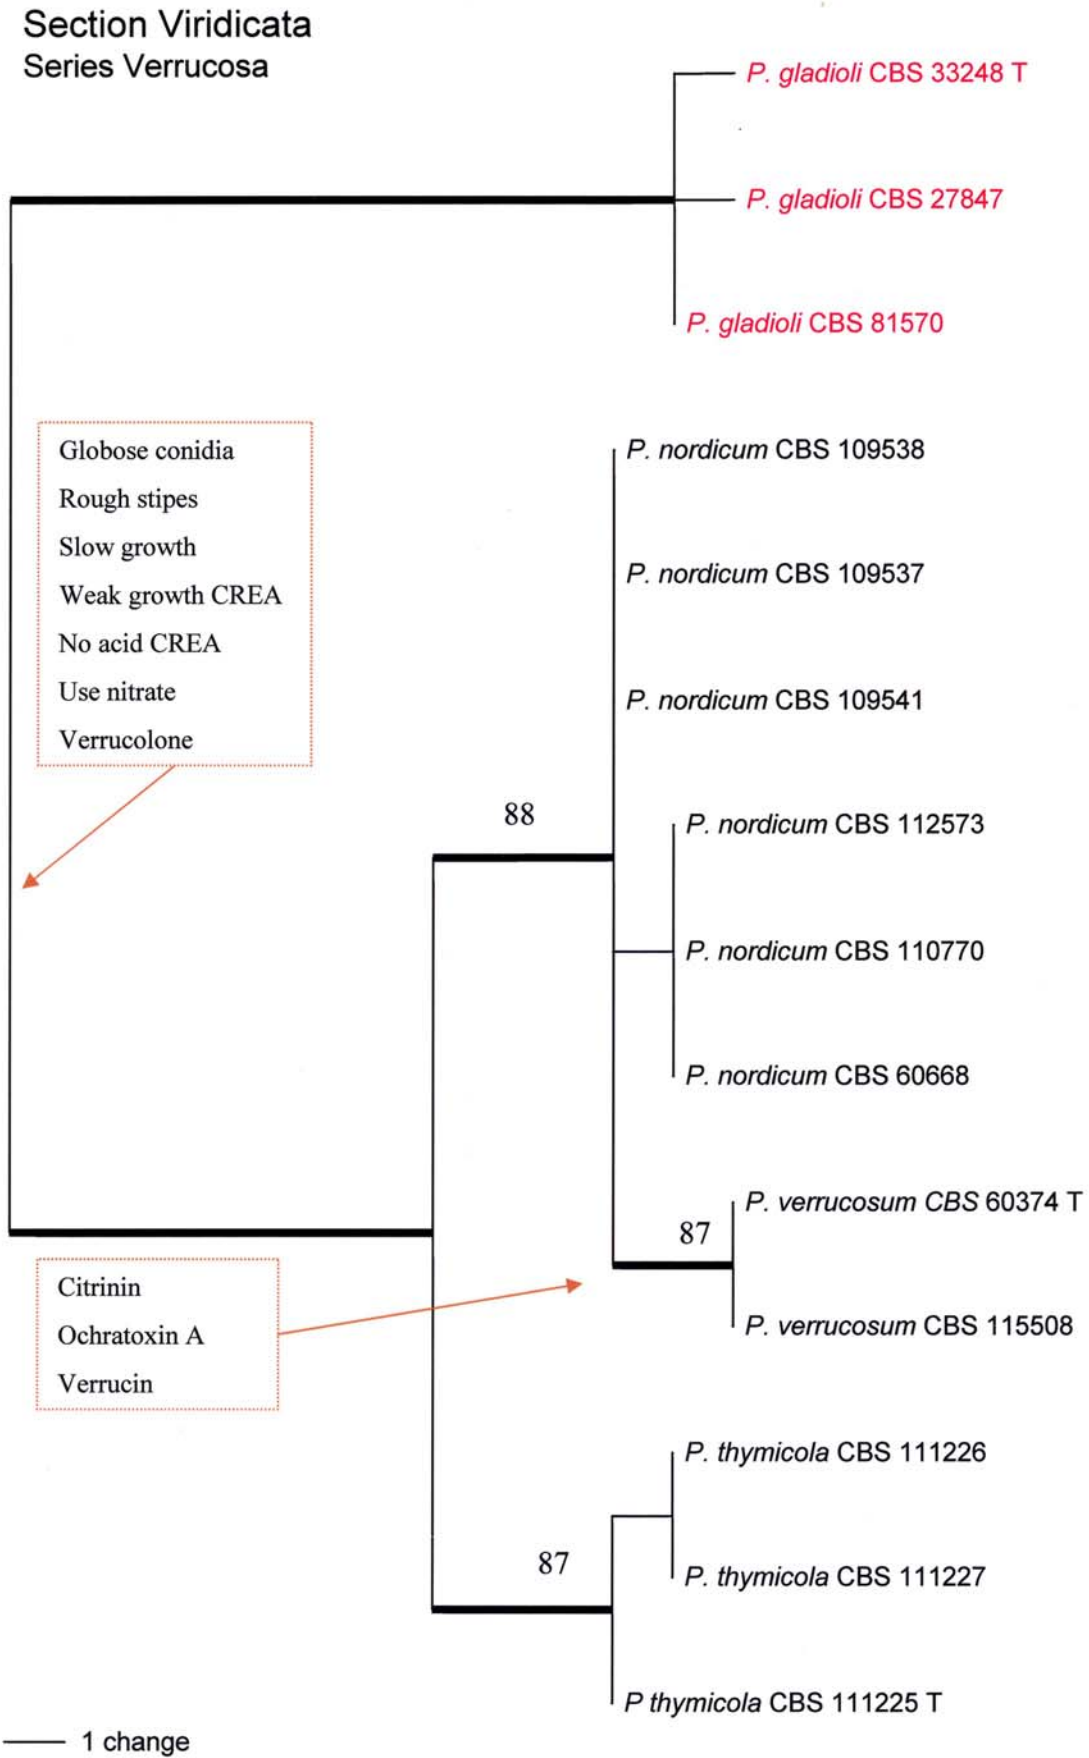 Section Viridicata
Series Verrucosa
P. gladioli CBS 33248 T
P. gladioli CBS 27847
P. gladioli CBS 81570
Globose conidia
Rough stipes
Slow growth
Weak growth CREA
No acid CREA
Use nitrate
Verrucolone
P. nordicum CBS 109538
P. nordicum CBS 109537
P. nordicum CBS 109541
88
P. nordicum CBS 112573
P. nordicum CBS 110770
P. nordicum CBS 60668
P. verrucosum CBS 60374 T
87
P. verrucosum CBS 115508
Citrinin
Ochratoxin A
Verrucin
P. thymicola CBS 111226
87
P. thymicola CBS 111227
P thymicola CBS 111225 T
1 change